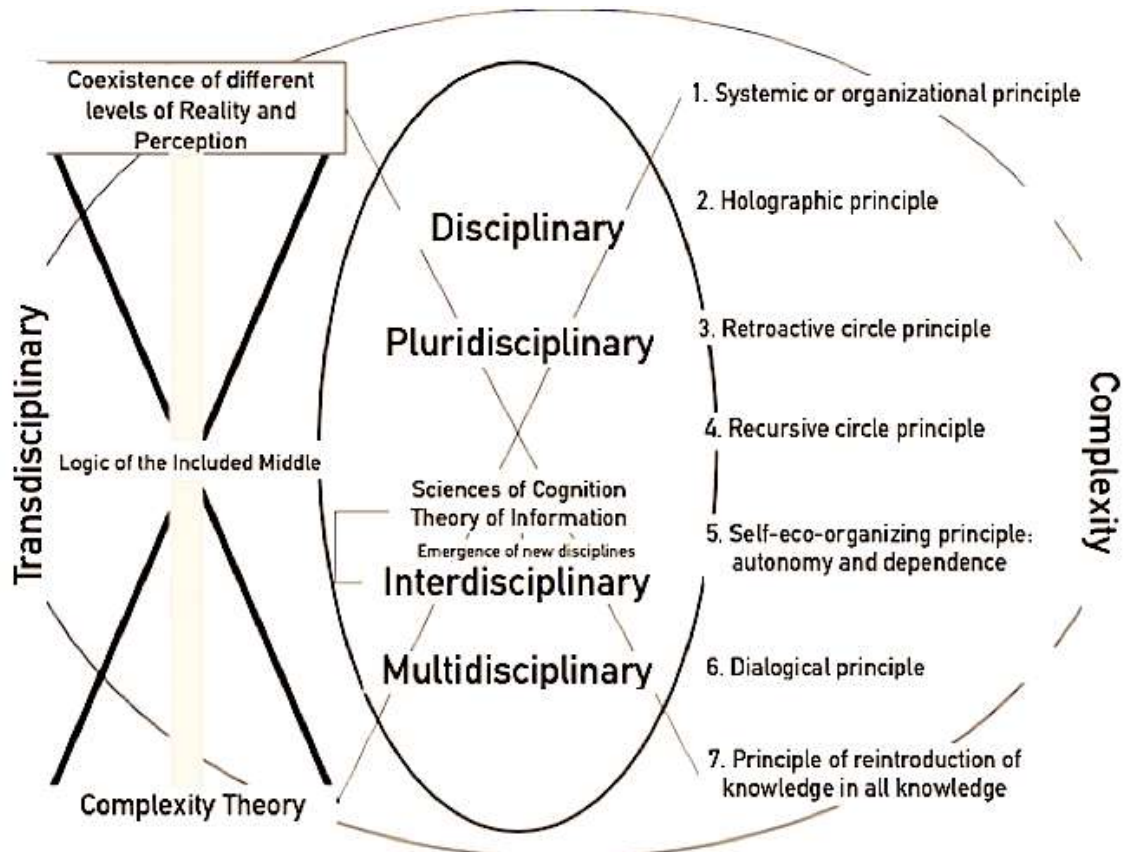 Coexistence of different
levels of Reality and
Perception
Transdisciplinary
Logic of the Included Middle
Complexity Theory
Disciplinary
Pluridisciplinary
Sciences of Cognition
Theory of Information
Emergence of new disciplines
Interdisciplinary
Multidisciplinary
1. Systemic or organizational principle
2. Holographic principle
3. Retroactive circle principle
4. Recursive circle principle
5. Self-eco-organizing principle:
autonomy and dependence
6. Dialogical principle
7. Principle of reintroduction of
knowledge in all knowledge
Complexity